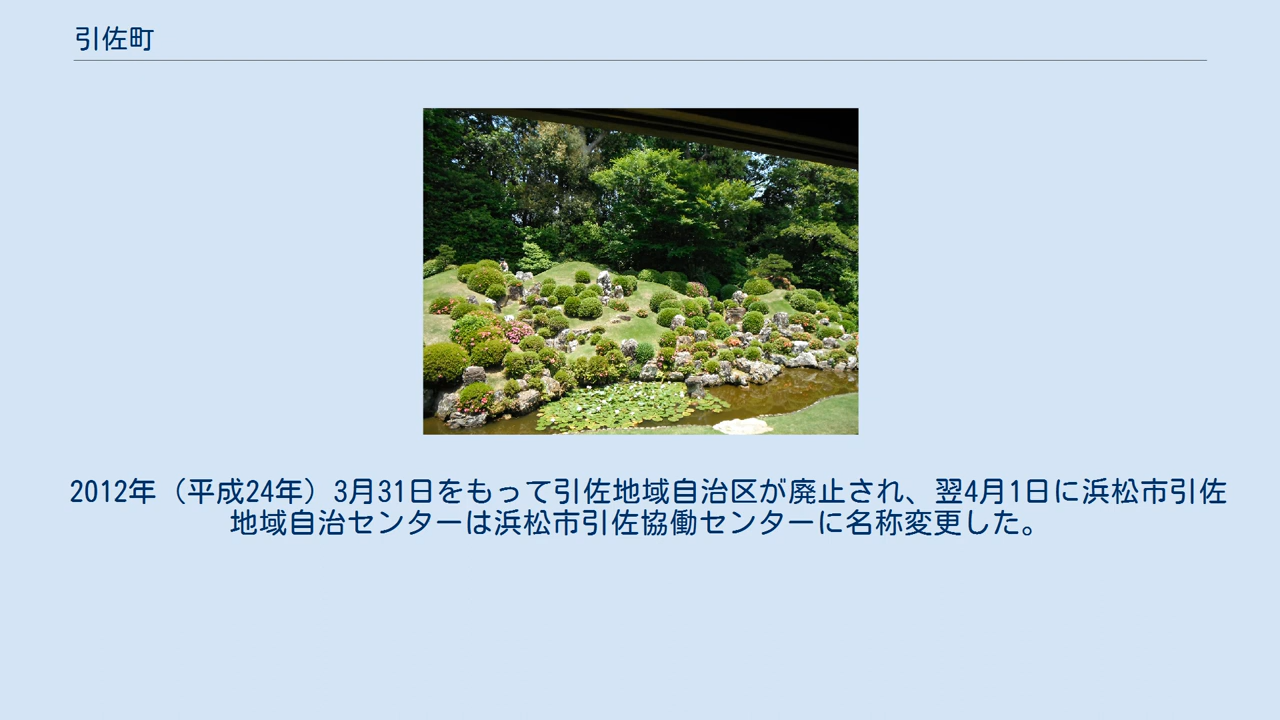 引佐町
2012年（平成24年）3月31日をもって引佐地域自治区が廃止され、翌4月1日に浜松市引佐
地域自治センターは浜松市引佐協働センターに名称変更した。